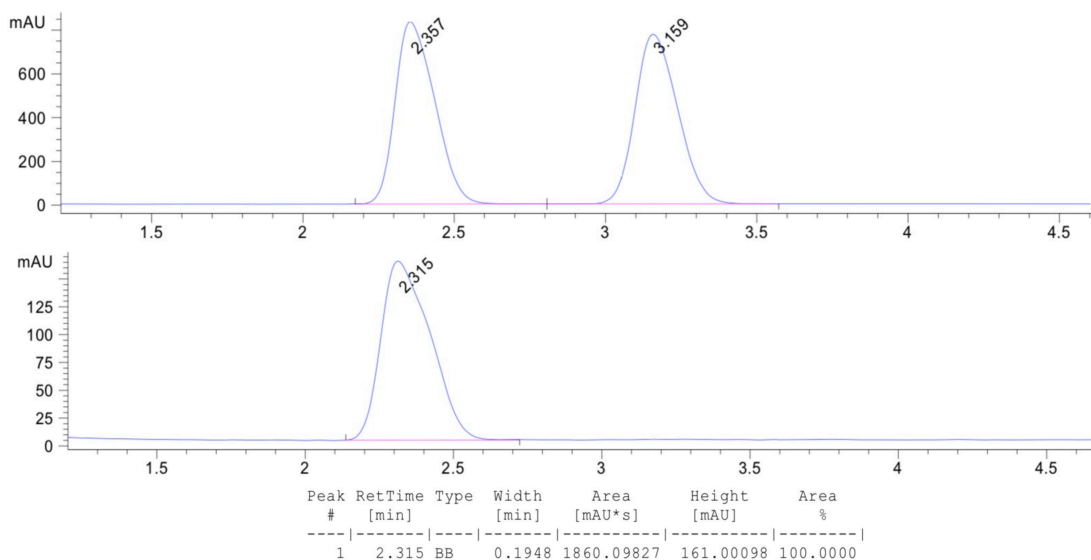 mAU
2.357
3.159
600
400
200
0
1.5 2 2.5 3 3.5 4 4.5
mAU
2.315
125
100
75
50
25
0
1.5 2 2.5 3 3.5 4 4.5
Peak RetTime Type Width Area Height Area
# [min] [min] [mAU*s] [mAU] %
----|-------|----|-------|----------|----------|--------|
1 2.315 BB 0.1948 1860.09827 161.00098 100.0000